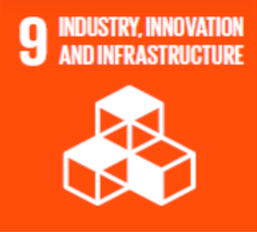 9 INDUSTRY, INNOVATION
AND INFRASTRUCTURE